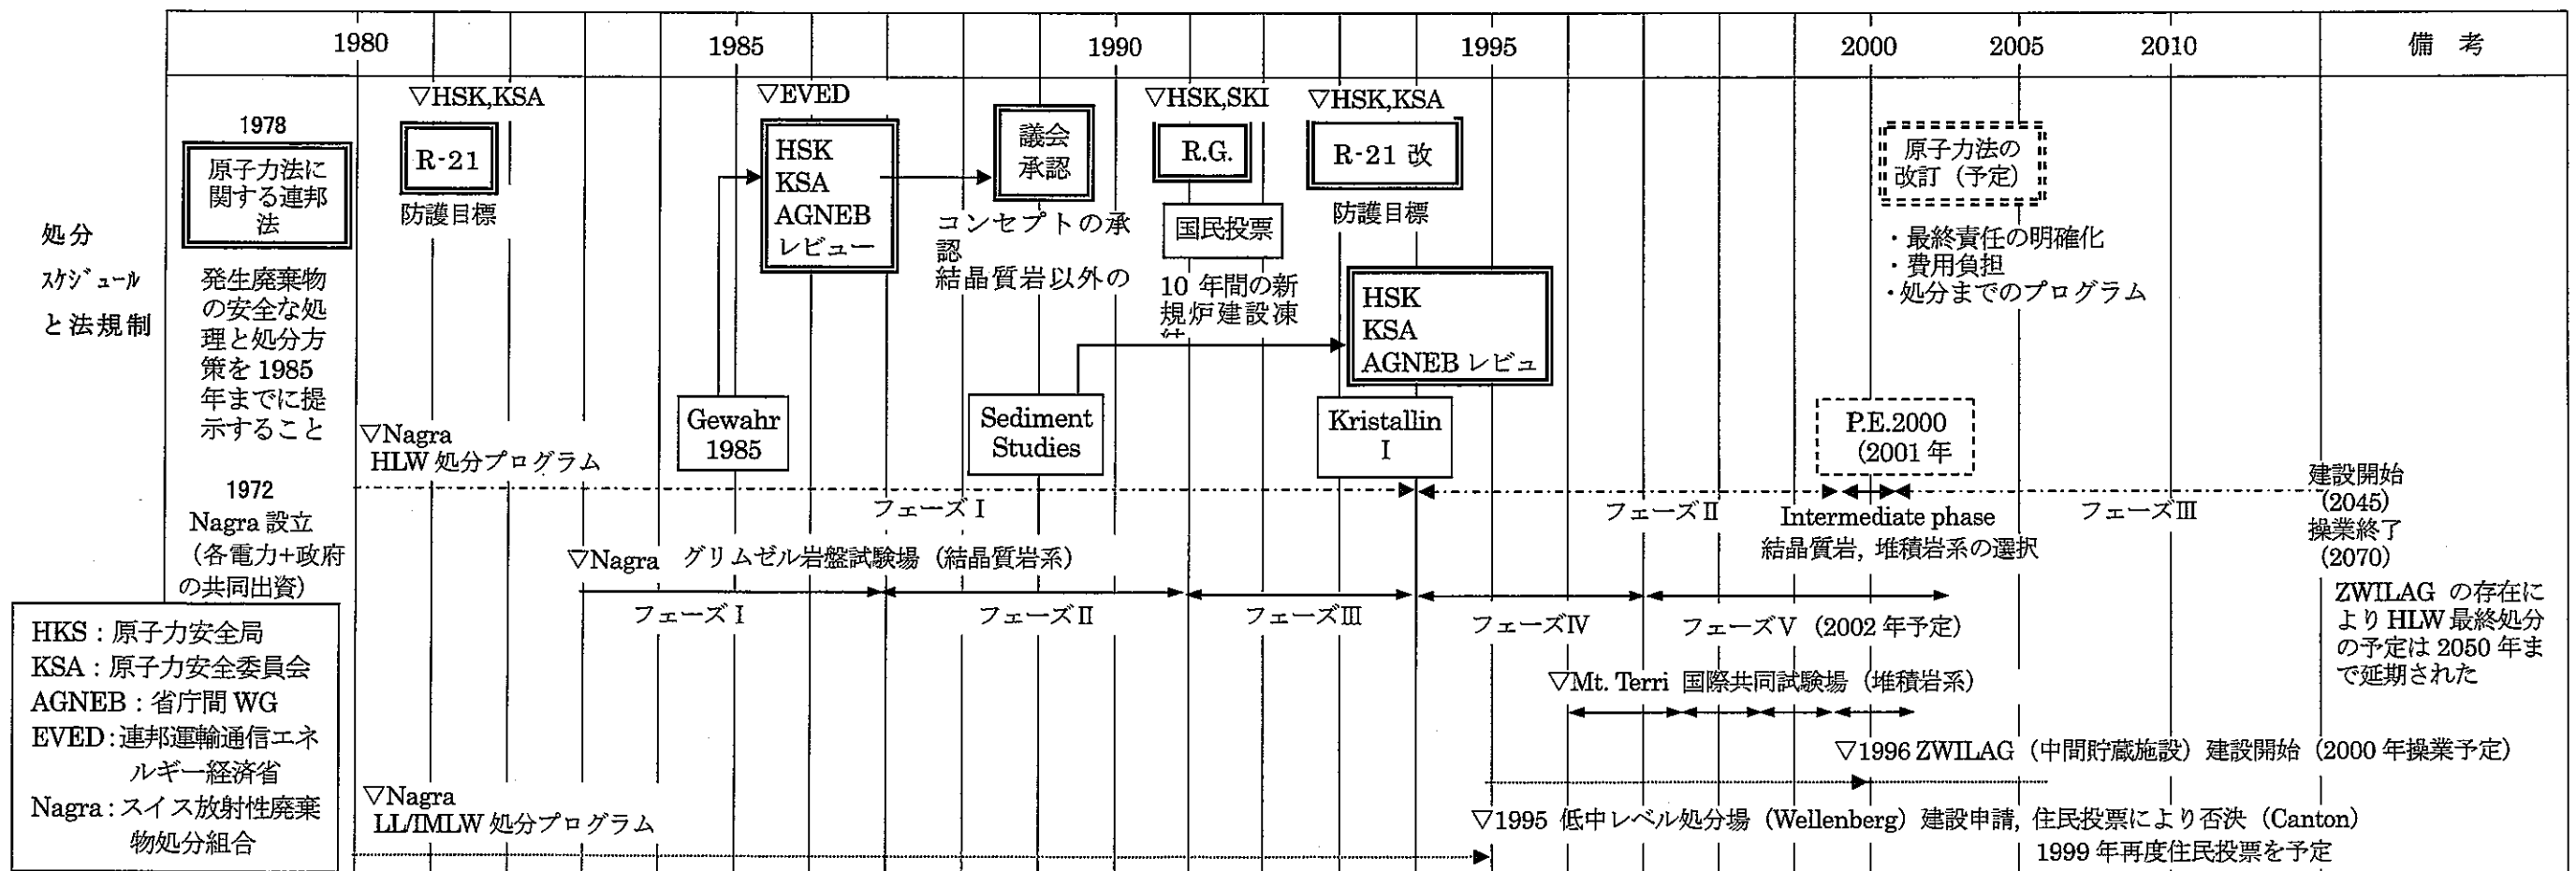 1980 1985 1990 1995 2000 2005 2010 備 考
処分
スケジュール
と法規制
1978
原子力法に
関する連邦
法
発生廃棄物
の安全な処
理と処分方
策を 1985
年までに提
示すること
1972
Nagra 設立
（各電力+政府
の共同出資）
▽HSK,KSA
R-21
防護目標
▽EVED
HSK
KSA
AGNEB
レビュー
議会
承認
コンセプトの承
認
結晶質岩以外の
▽HSK,SKI
R.G.
国民投票
10 年間の新
規炉建設凍
▽HSK,KSA
R-21 改
防護目標
HSK
KSA
AGNEB レビュ
原子力法の
改訂（予定）
・最終責任の明確化
・費用負担
・処分までのプログラム
Gewahr
1985
Sediment
Studies
Kristallin
I
P.E.2000
（2001 年
▽Nagra
HLW 処分プログラム
フェーズ I
フェーズ II
Intermediate phase
結晶質岩, 堆積岩系の選択
フェーズ III
建設開始
(2045)
操業終了
(2070)
▽Nagra グリムゼル岩盤試験場（結晶質岩系）
フェーズ I
フェーズ II
フェーズ III
フェーズ IV
フェーズ V（2002 年予定）
ZWILAG の存在に
より HLW 最終処分
の予定は 2050 年ま
で延期された
▽Mt. Terri 国際共同試験場（堆積岩系）
▽1996 ZWILAG（中間貯蔵施設）建設開始（2000 年操業予定）
▽Nagra
LL/IMLW 処分プログラム
▽1995 低中レベル処分場（Wellenberg）建設申請, 住民投票により否決（Canton）
1999 年再度住民投票を予定
HKS：原子力安全局
KSA：原子力安全委員会
AGNEB：省庁間 WG
EVED：連邦運輸通信エネ
ルギー経済省
Nagra：スイス放射性廃棄
物処分組合